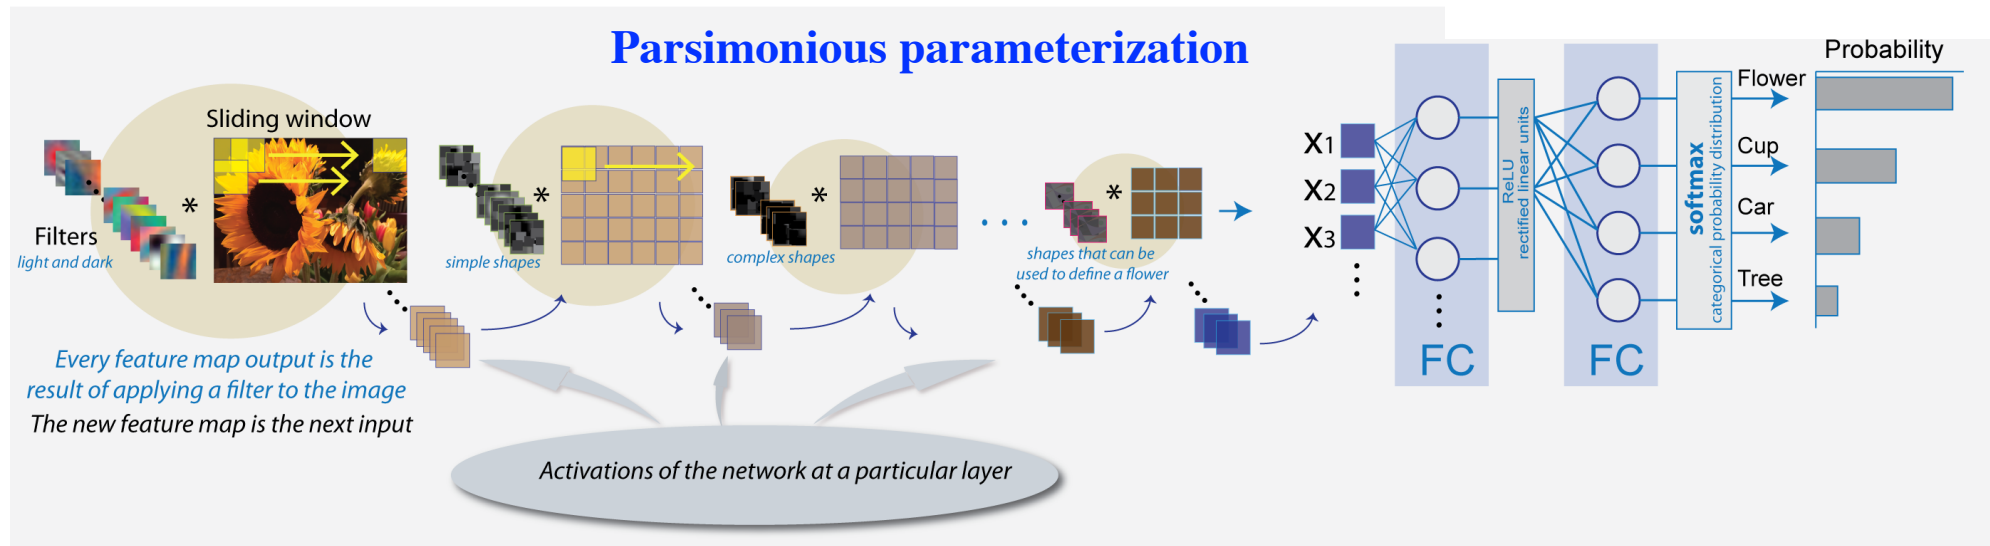 Parsimonious parameterization
Sliding window
Filters
light and dark
*
*
simple shapes
*
complex shapes
*
shapes that can be
used to define a flower
Every feature map output is the
result of applying a filter to the image
The new feature map is the next input
Activations of the network at a particular layer
X1
X2
X3
FC
ReLU
rectified linear units
FC
softmax
categorical probability distribution
Probability
Flower
Cup
Car
Tree